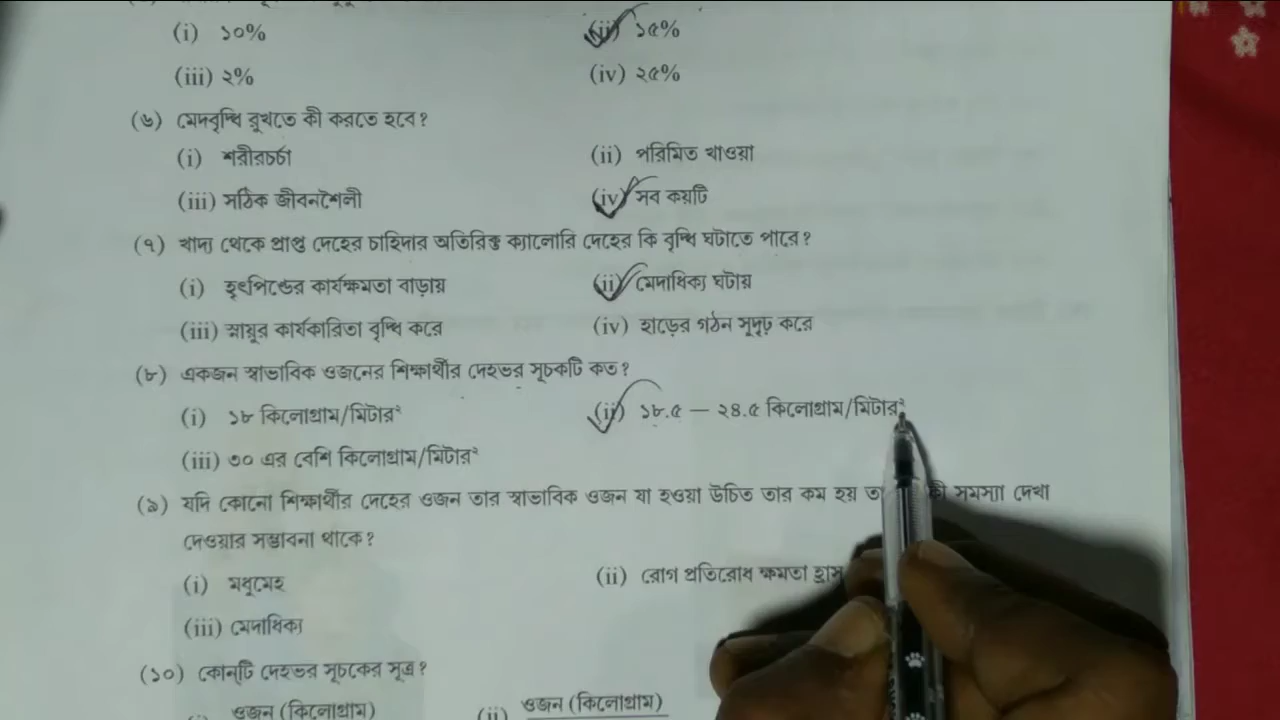 (i) ১০% (ii) ১৫%
(iii) ২% (iv) ২৫%
(৬) মেদবৃদ্ধি রুখতে কী করতে হবে?
(i) শরীরচর্চা (ii) পরিমিত খাওয়া
(iii) সঠিক জীবনশৈলী (iv) সব কয়টি
(৭) খাদ্য থেকে প্রাপ্ত দেহের চাহিদার অতিরিক্ত ক্যালোরি দেহের কি বৃদ্ধি ঘটাতে পারে?
(i) হৃৎপিণ্ডের কার্যক্ষমতা বাড়ায় (ii) মেদাধিক্য ঘটায়
(iii) স্নায়ুর কার্যকারিতা বৃদ্ধি করে (iv) হাড়ের গঠন সুদৃঢ় করে
(৮) একজন স্বাভাবিক ওজনের শিক্ষার্থীর দেহভর সূচকটি কত?
(i) ১৮ কিলোগ্রাম/মিটার² (ii) ১৮.৫ — ২৪.৫ কিলোগ্রাম/মিটার²
(iii) ৩০ এর বেশি কিলোগ্রাম/মিটার²
(৯) যদি কোনো শিক্ষার্থীর দেহের ওজন তার স্বাভাবিক ওজন যা হওয়া উচিত তার কম হয় কী সমস্যা দেখা
দেওয়ার সম্ভাবনা থাকে?
(i) মধুমেহ (ii) রোগ প্রতিরোধ ক্ষমতা হ্রাস
(iii) মেদাধিক্য
(১০) কোন্‌টি দেহভর সূচকের সূত্র?
(i) ওজন (কিলোগ্রাম) (ii) ওজন (কিলোগ্রাম)